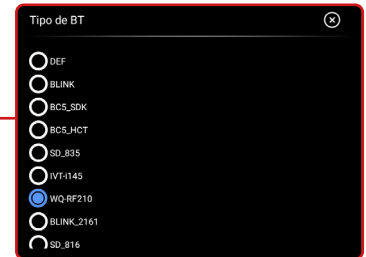 Tipo de BT
DEF
BLINK
BC5_SDK
BC5_HCT
SD_835
IVT-i145
WQ-RF210
BLINK_2161
SD_816